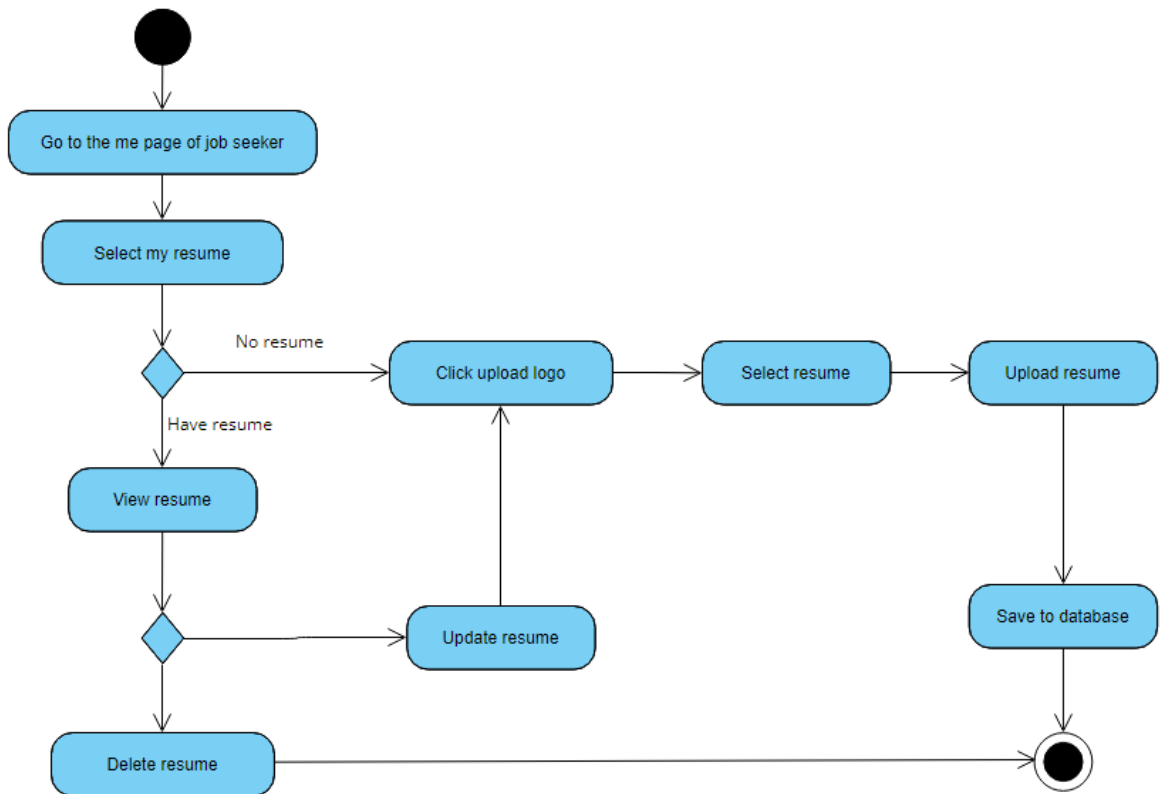 Go to the me page of job seeker
Select my resume
No resume
Click upload logo
Select resume
Upload resume
Have resume
View resume
Update resume
Save to database
Delete resume